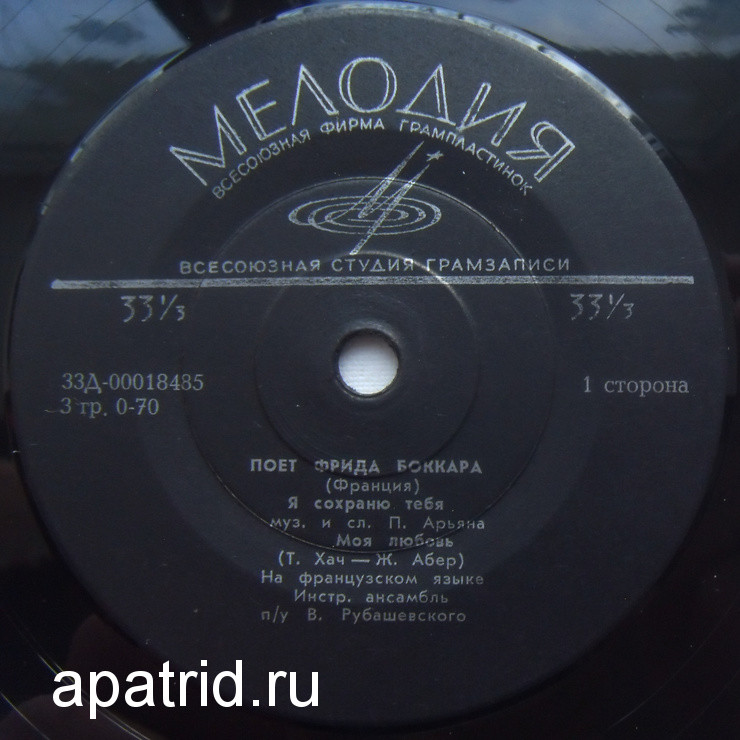 МЕЛОДИЯ
ВСЕСОЮЗНАЯ ФИРМА ГРАМПЛАСТИНОК
ВСЕСОЮЗНАЯ СТУДИЯ ГРАМЗАПИСИ
33⅓ 33⅓
33Д-00018485 1 сторона
3 гр. 0-70
ПОЕТ ФРИДА БОККАРА
(Франция)
Я сохраню тебя
муз. и сл. П. Арьяна
Моя любовь
(Т. Хач — Ж. Абер)
На французском языке
Инстр. ансамбль
п/у В. Рубашевского
apatrid.ru